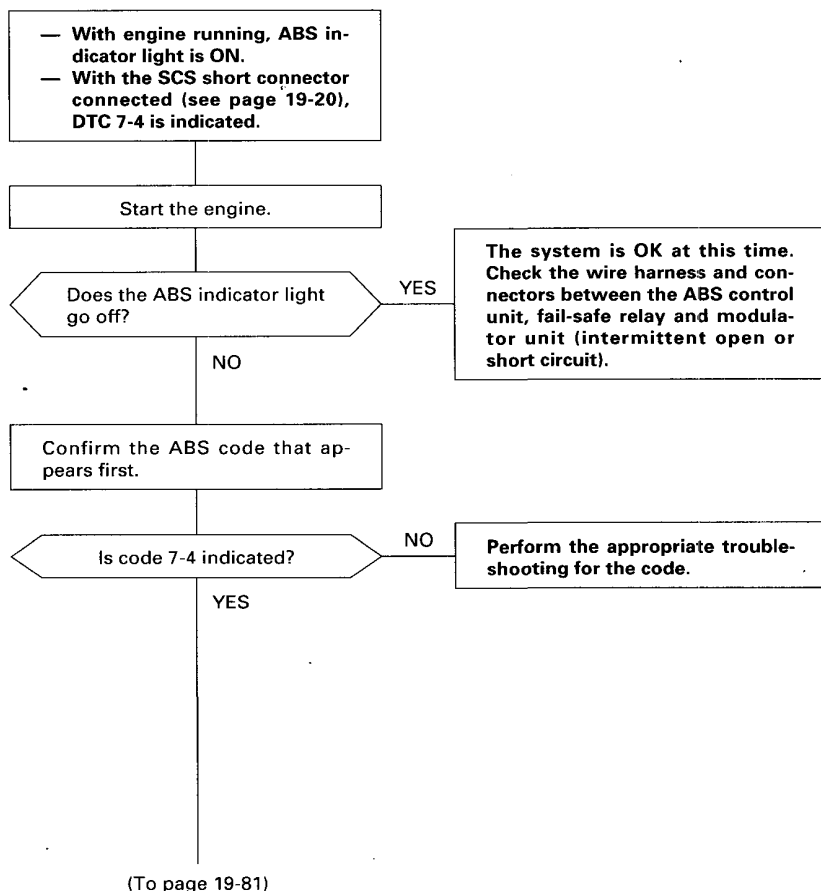 — With engine running, ABS in-
dicator light is ON.
— With the SCS short connector
connected (see page 19-20),
DTC 7-4 is indicated.
Start the engine.
Does the ABS indicator light
go off?
YES
The system is OK at this time.
Check the wire harness and con-
nectors between the ABS control
unit, fail-safe relay and modula-
tor unit (intermittent open or
short circuit).
NO
Confirm the ABS code that ap-
pears first.
Is code 7-4 indicated?
NO
Perform the appropriate trouble-
shooting for the code.
YES
(To page 19-81)